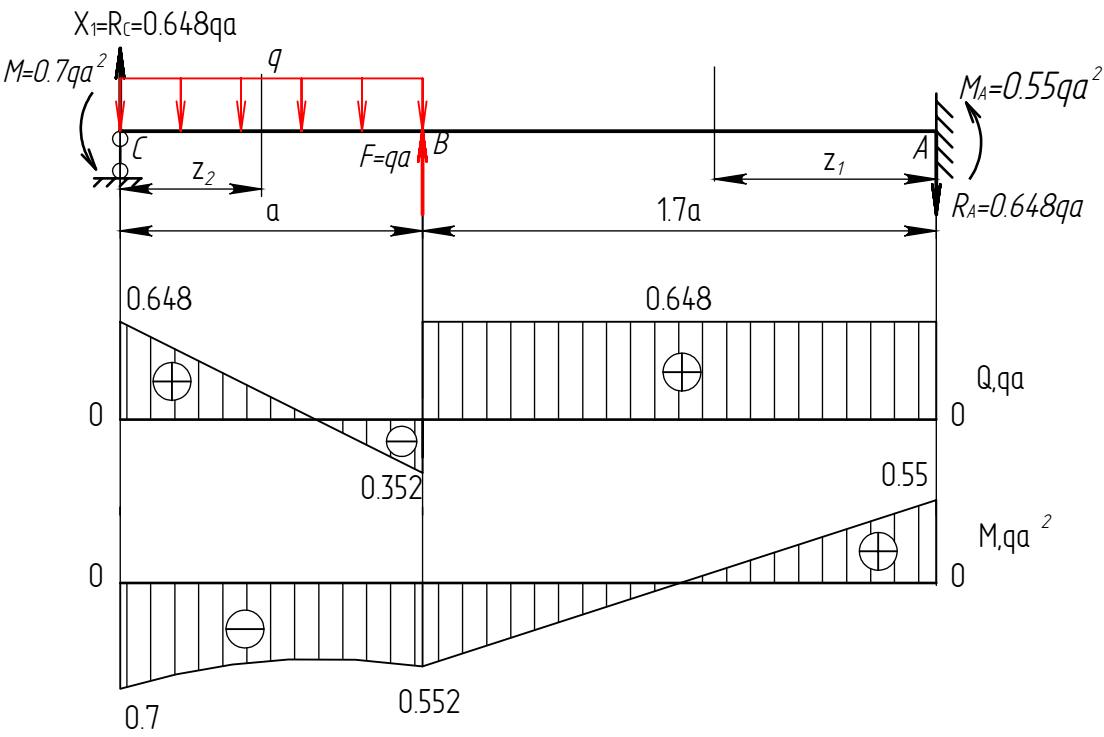 X₁=R_C=0.648qa
M=0.7qa²
q
M_A=0.55qa²
C
B
A
F=qa
z₂
z₁
R_A=0.648qa
a
1.7a
0.648
0.648
Q,qa
0
0
0.352
0.55
M,qa²
0
0
0.552
0.7